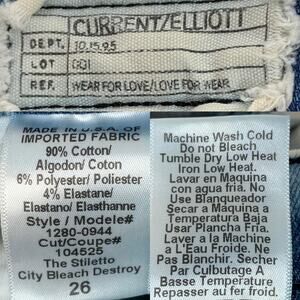 CURRENT/ELLIOTT
DEPT. 10.15.95
LOT 001
REF. WEAR FOR LOVE/LOVE FOR WEAR
MADE IN U.S.A. OF
IMPORTED FABRIC
90% Cotton/
Algodon/Coton
6% Polyester/ Poliester
4% Elastane/
Elastano/ Elasthanne
Style / Modele#
1280-0944
Cut/Coupe#
104525
The Stiletto
City Bleach Destroy
26
Machine Wash Cold
Do not Bleach
Tumble Dry Low Heat
Iron Low Heat.
Lavar en Maquina
con agua fria. No
Use Blanqueador
Secar a Maquina a
Temperatura Baja
Usar Plancha Frio.
Laver a la Machine
a L'Eau Froide. Ne
Pas Blanchir. Secher
Par Culbutage A
Basse Temperature
Repasser au fer froid.